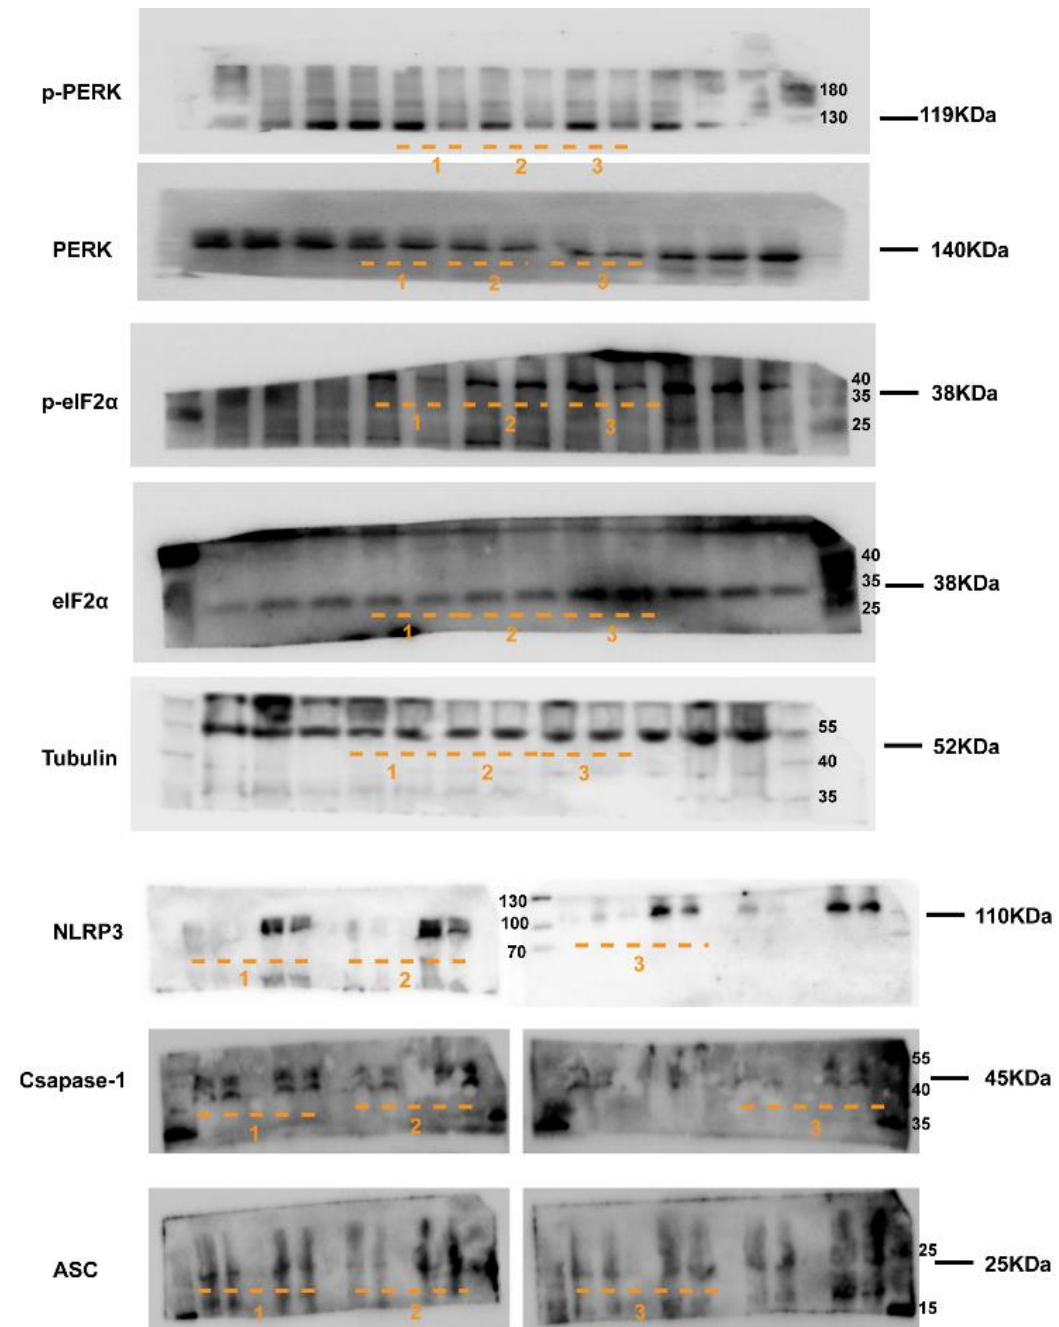 p-PERK
180
130
119KDa
1 2 3
PERK
140KDa
1 2 3
p-eIF2α
40
35
25
38KDa
1 2 3
eIF2α
40
35
25
38KDa
1 2 3
Tubulin
55
40
35
52KDa
1 2 3
NLRP3
130
100
70
110KDa
1 2 3
Csapase-1
55
40
35
45KDa
1 2 3
ASC
25
15
25KDa
1 2 3